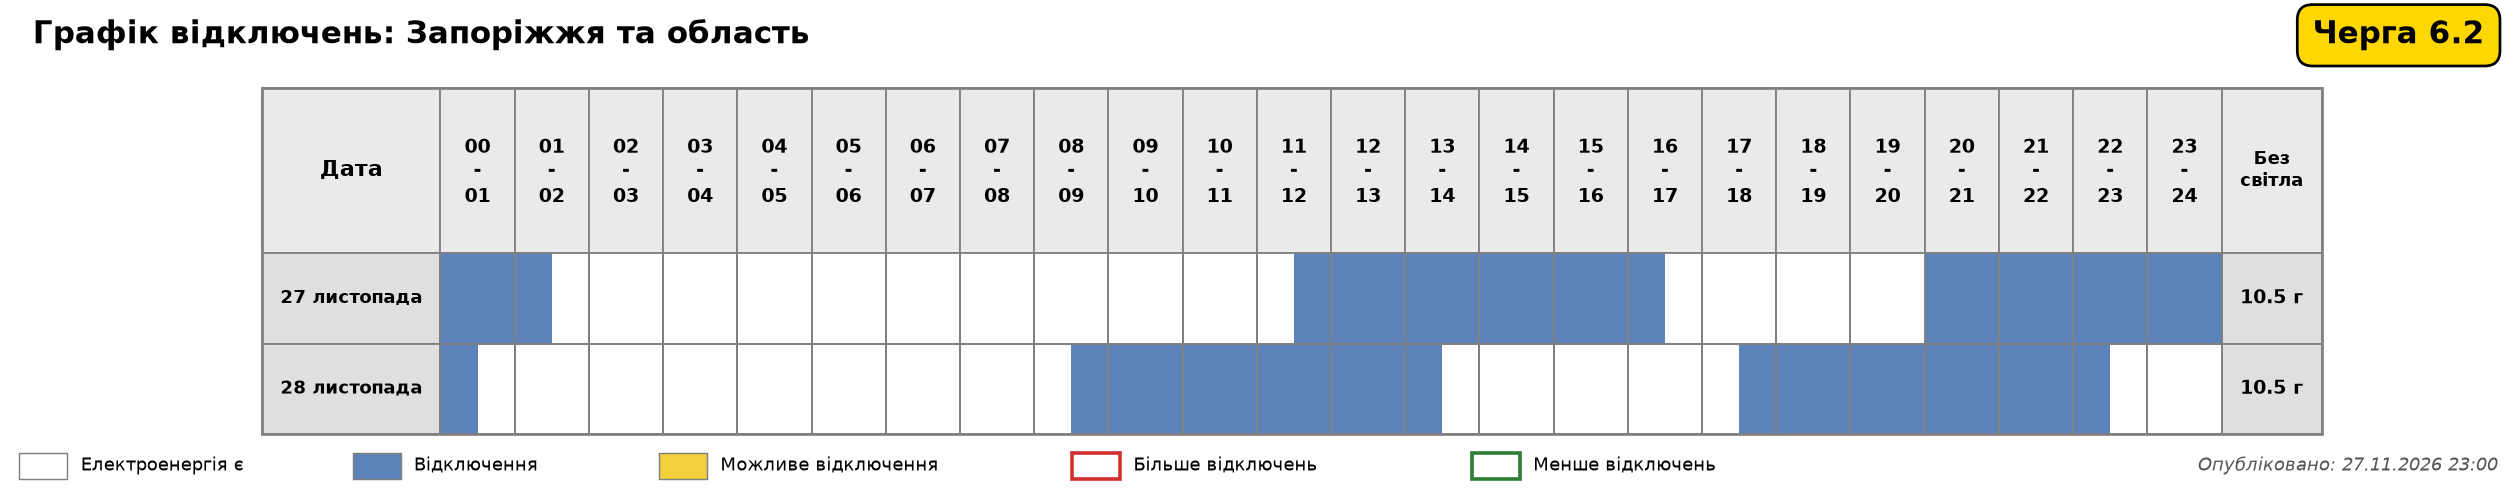 Графік відключень: Запоріжжя та область
Черга 6.2
Дата
00 - 01
01 - 02
02 - 03
03 - 04
04 - 05
05 - 06
06 - 07
07 - 08
08 - 09
09 - 10
10 - 11
11 - 12
12 - 13
13 - 14
14 - 15
15 - 16
16 - 17
17 - 18
18 - 19
19 - 20
20 - 21
21 - 22
22 - 23
23 - 24
Без
світла
27 листопада
10.5 г
28 листопада
10.5 г
Електроенергія є
Відключення
Можливе відключення
Більше відключень
Менше відключень
Опубліковано: 27.11.2026 23:00